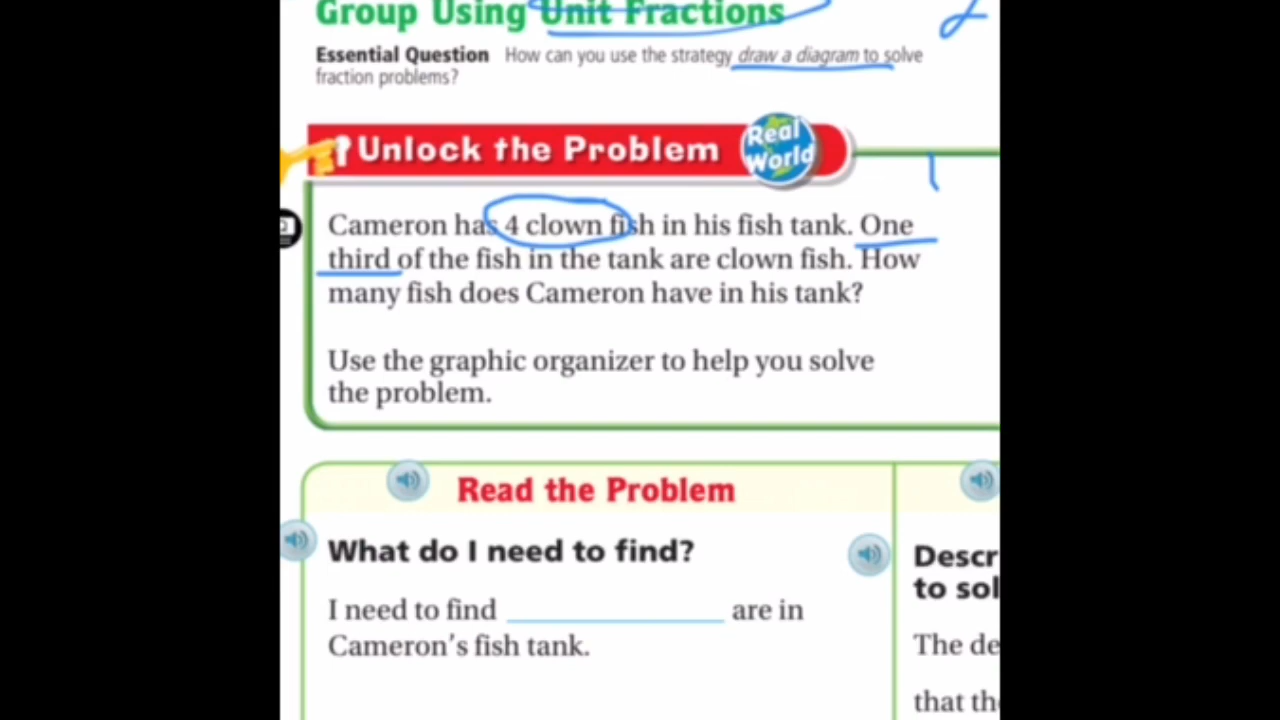 Group Using Unit Fractions
Essential Question How can you use the strategy draw a diagram to solve
fraction problems?
Unlock the Problem
Real
World
Cameron has 4 clown fish in his fish tank. One
third of the fish in the tank are clown fish. How
many fish does Cameron have in his tank?
Use the graphic organizer to help you solve
the problem.
Read the Problem
What do I need to find?
I need to find are in
Cameron's fish tank.
Descr
to sol
The de
that th